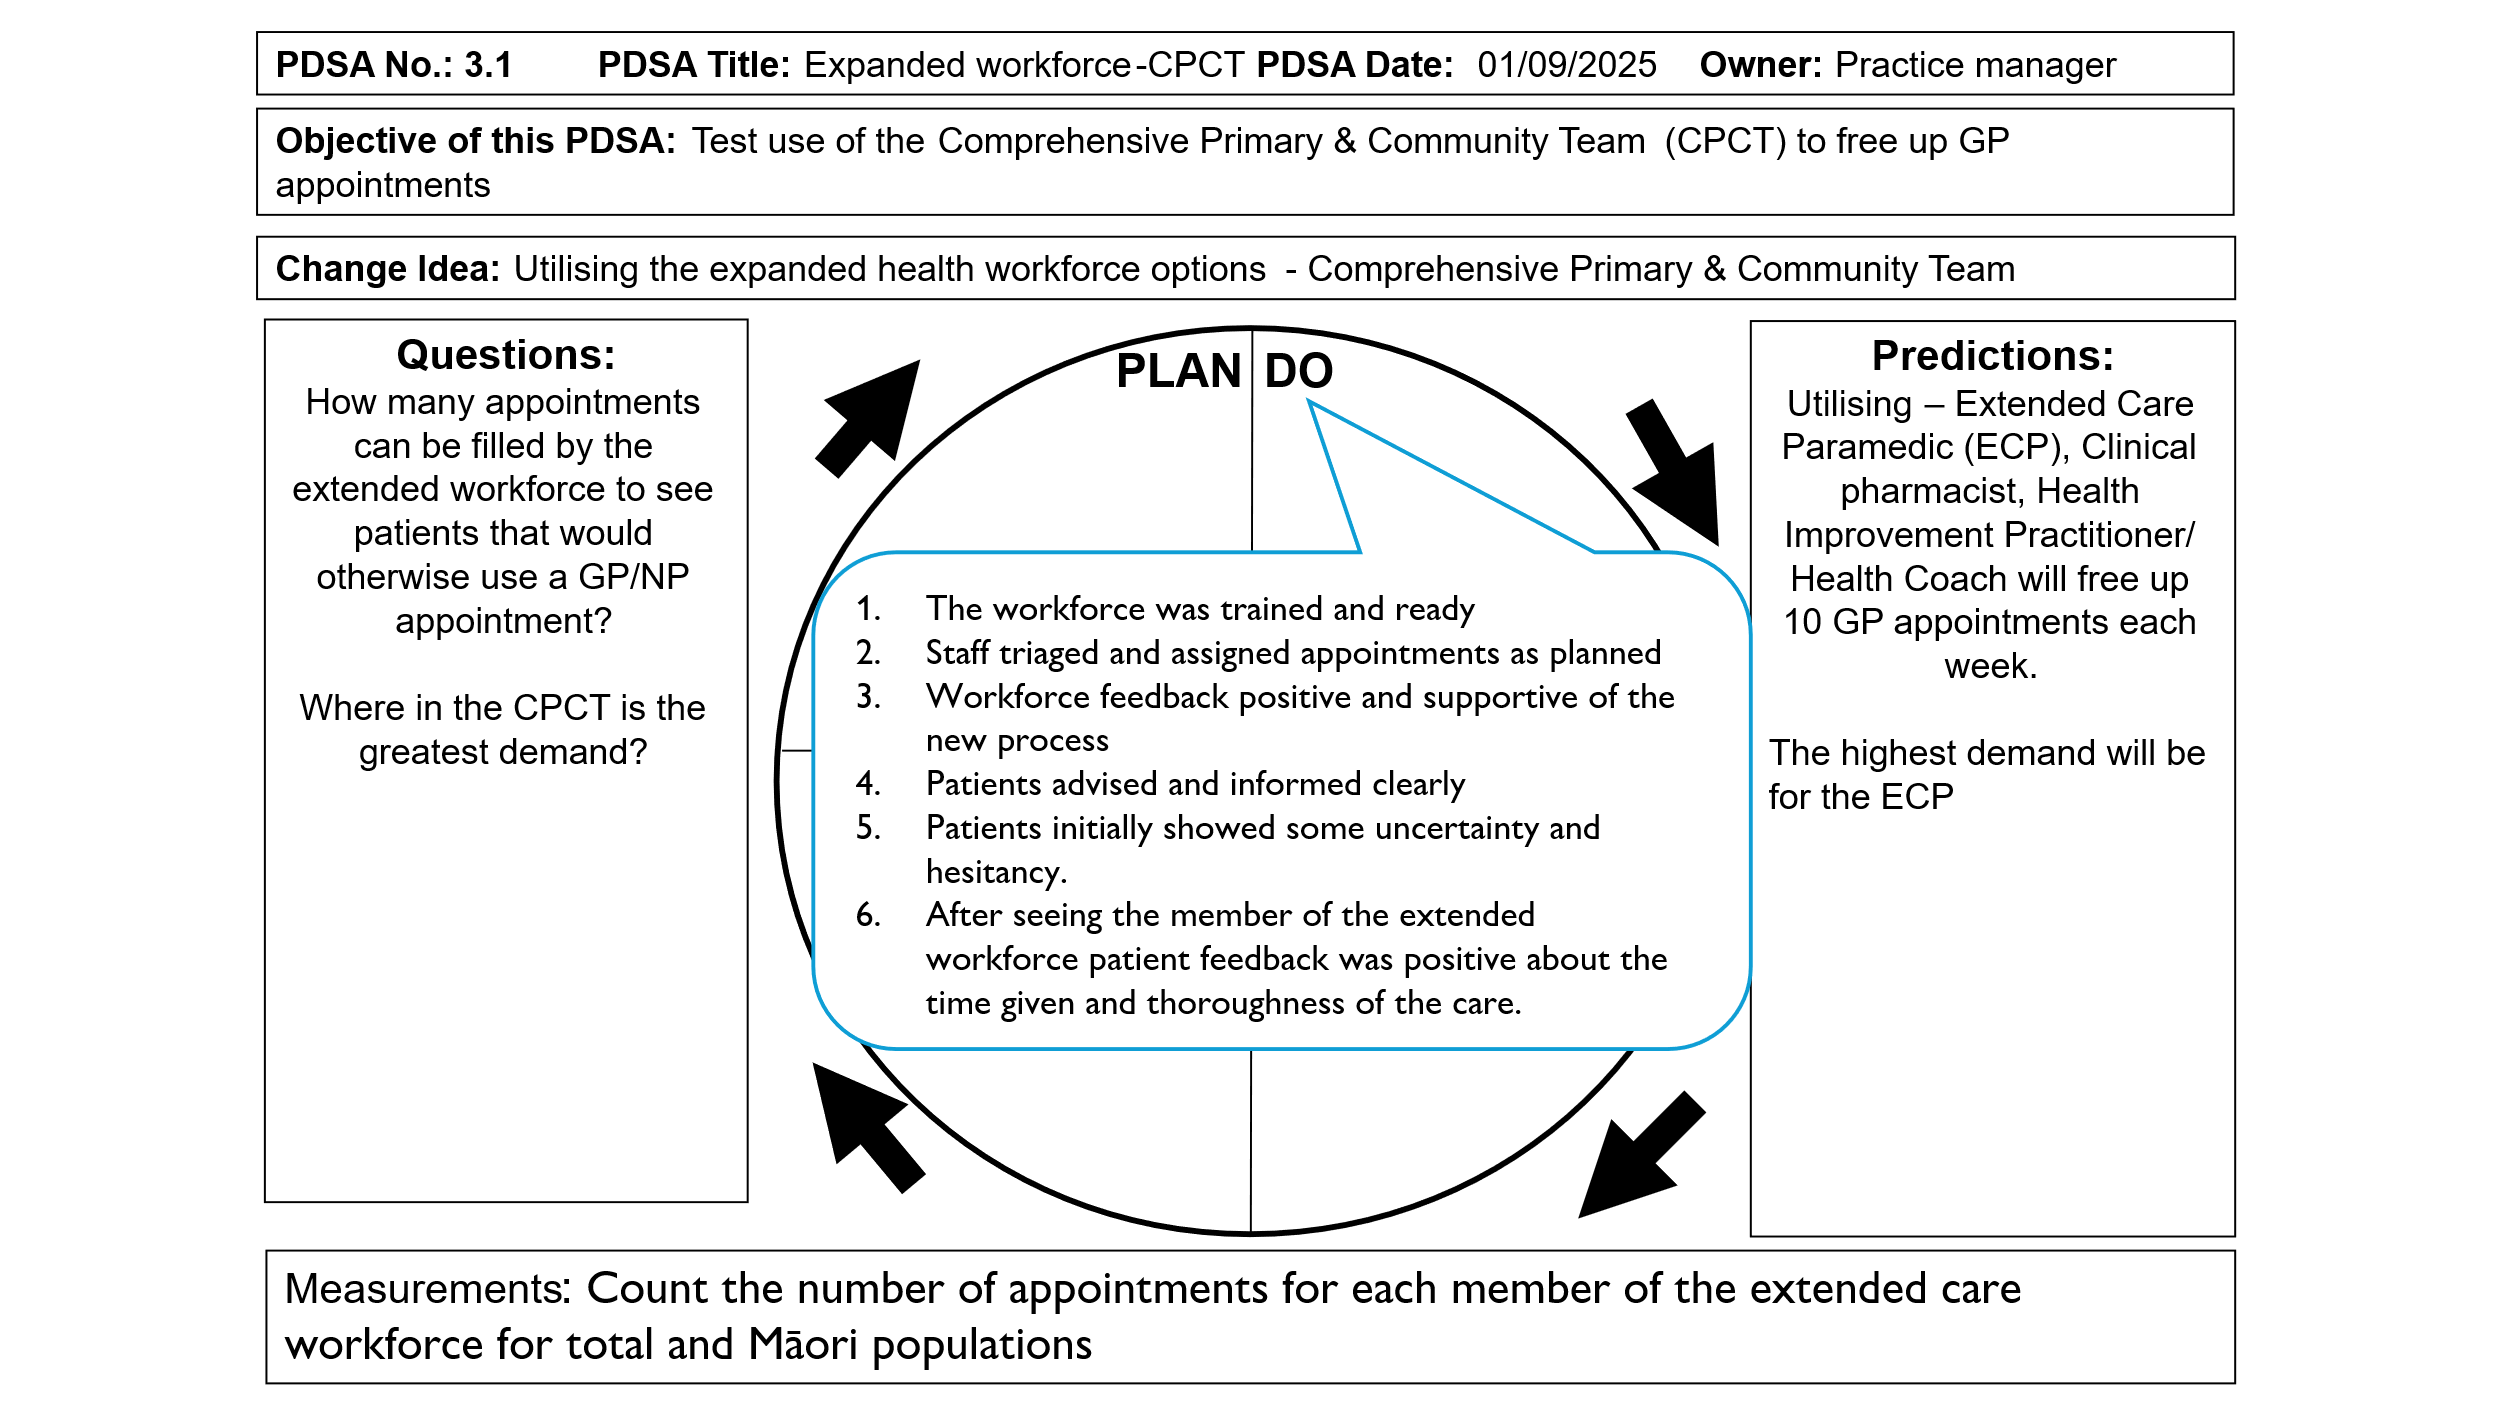 PDSA No.: 3.1 PDSA Title: Expanded workforce-CPCT PDSA Date: 01/09/2025 Owner: Practice manager
Objective of this PDSA: Test use of the Comprehensive Primary & Community Team (CPCT) to free up GP
appointments
Change Idea: Utilising the expanded health workforce options - Comprehensive Primary & Community Team
Questions:
How many appointments
can be filled by the
extended workforce to see
patients that would
otherwise use a GP/NP
appointment?
Where in the CPCT is the
greatest demand?
PLAN
DO
1. The workforce was trained and ready
2. Staff triaged and assigned appointments as planned
3. Workforce feedback positive and supportive of the
new process
4. Patients advised and informed clearly
5. Patients initially showed some uncertainty and
hesitancy.
6. After seeing the member of the extended
workforce patient feedback was positive about the
time given and thoroughness of the care.
Predictions:
Utilising – Extended Care
Paramedic (ECP), Clinical
pharmacist, Health
Improvement Practitioner/
Health Coach will free up
10 GP appointments each
week.
The highest demand will be
for the ECP
Measurements: Count the number of appointments for each member of the extended care
workforce for total and Māori populations